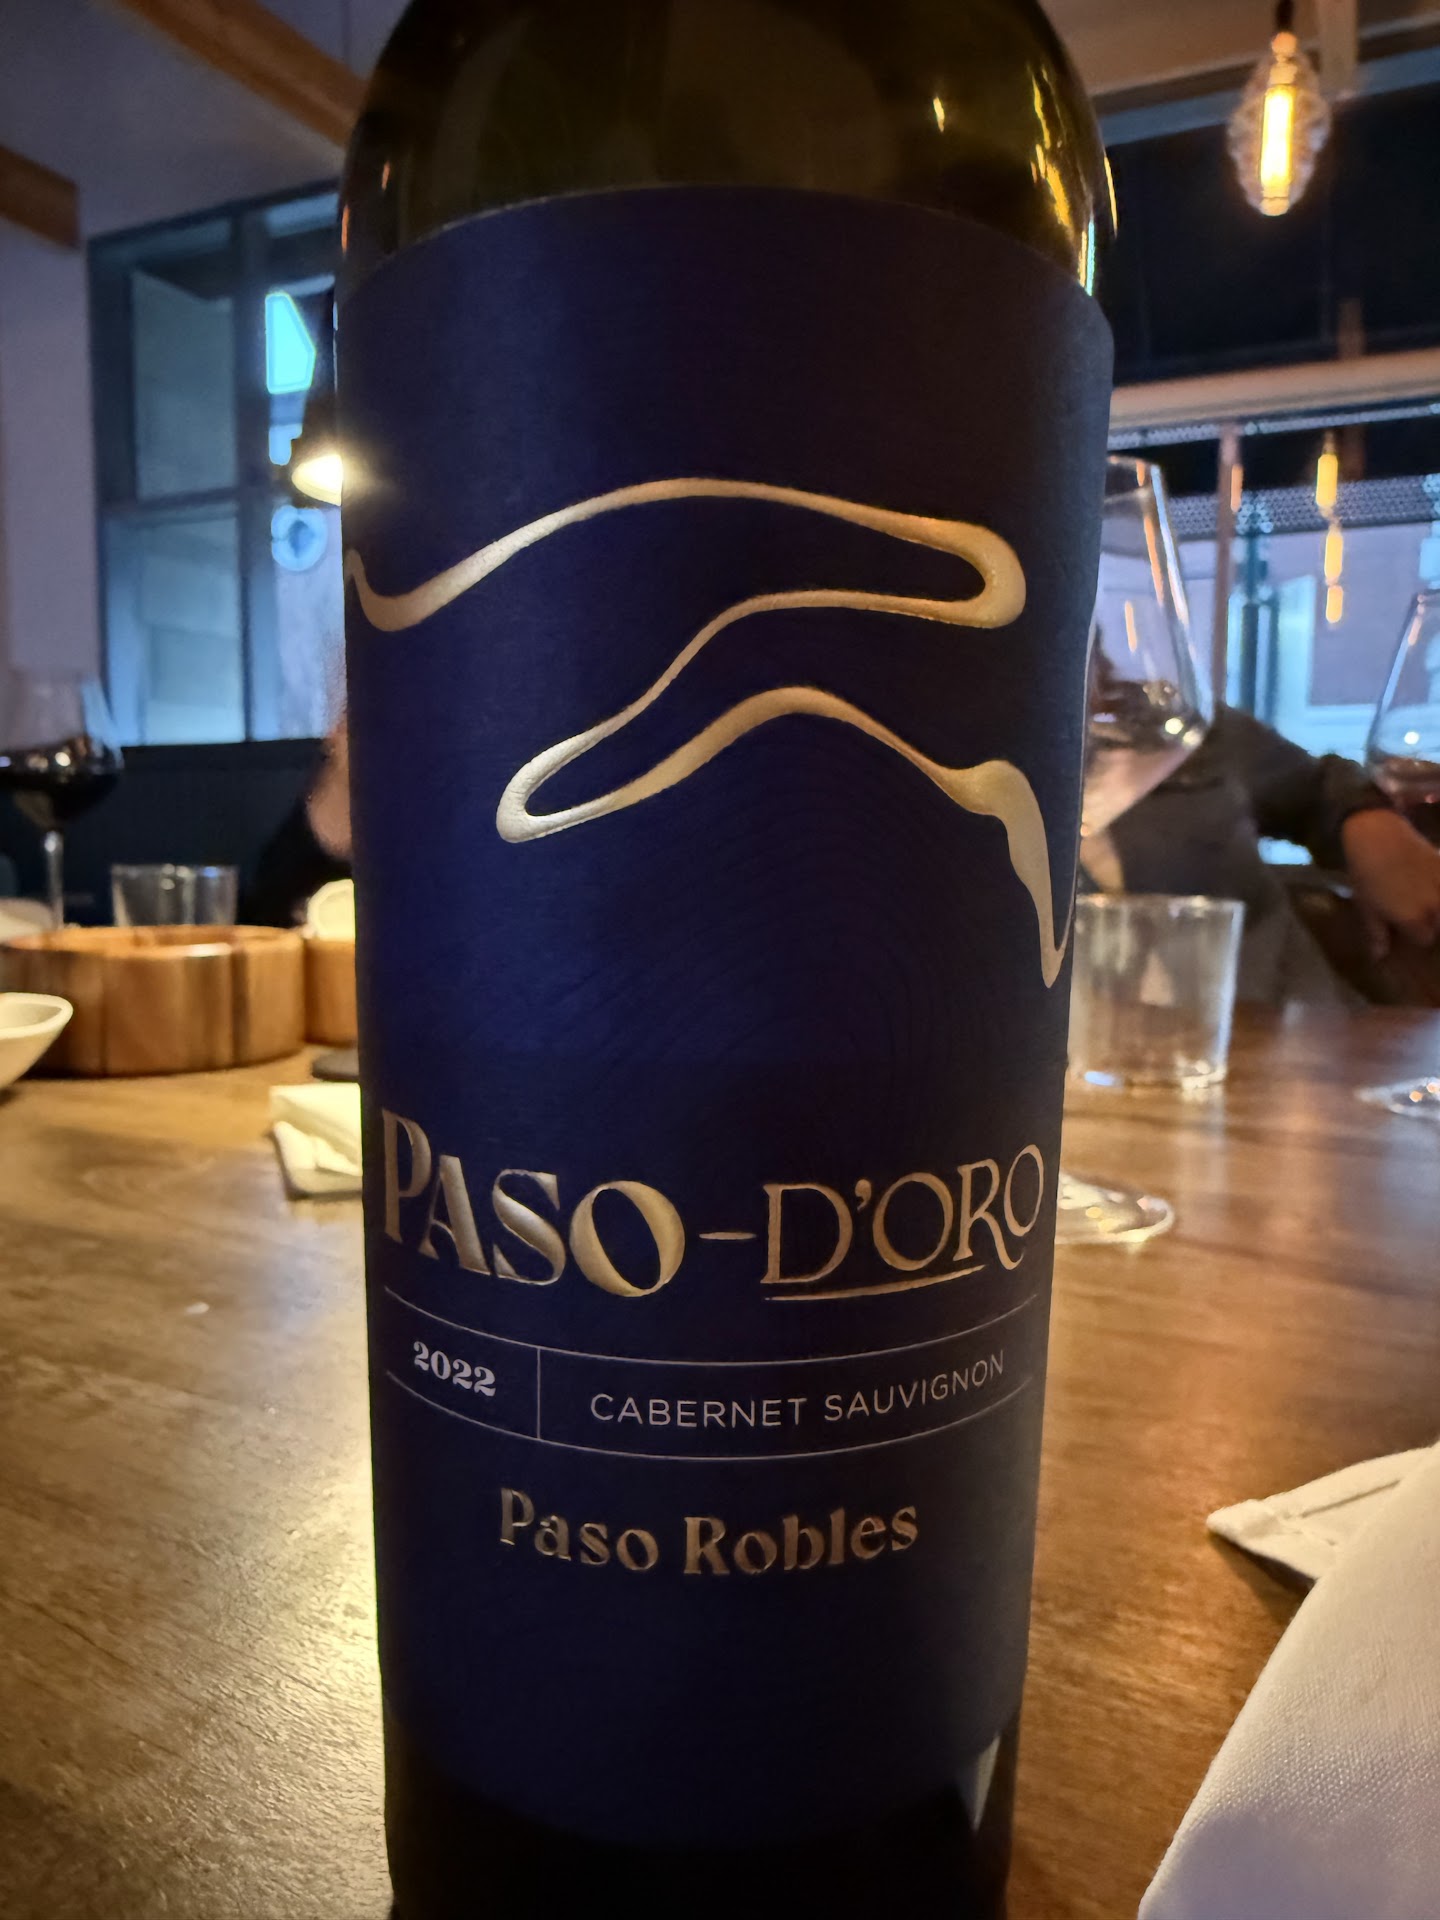 PASO-D'ORO
2022 CABERNET SAUVIGNON
Paso Robles